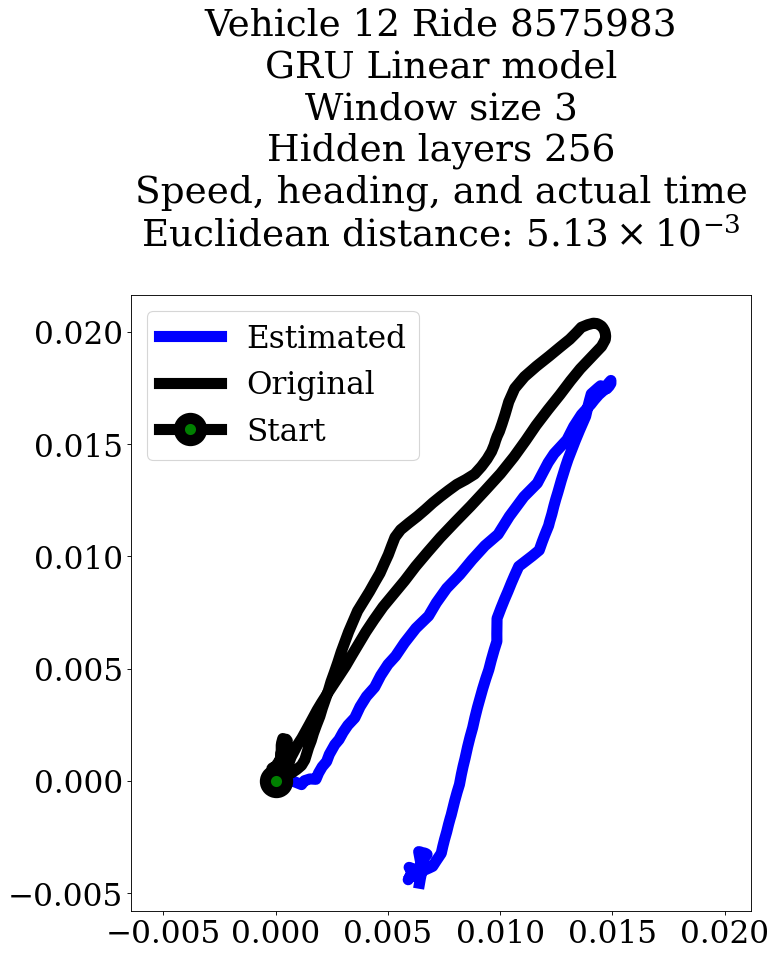 Vehicle 12 Ride 8575983
GRU Linear model
Window size 3
Hidden layers 256
Speed, heading, and actual time
Euclidean distance: 5.13 × 10⁻³
Estimated
Original
Start
0.020
0.015
0.010
0.005
0.000
−0.005
−0.005 0.000 0.005 0.010 0.015 0.020